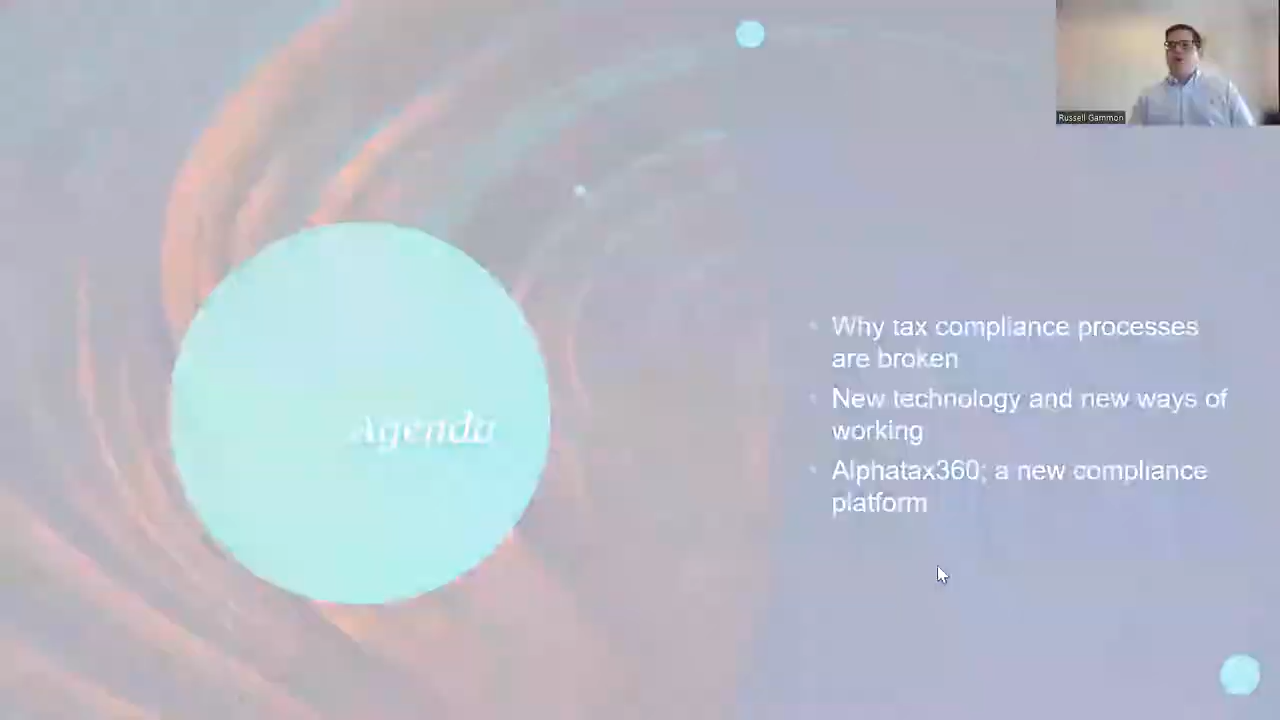 Russell Gammon
Agenda
Why tax compliance processes
are broken
New technology and new ways of
working
Alphatax360; a new compliance
platform